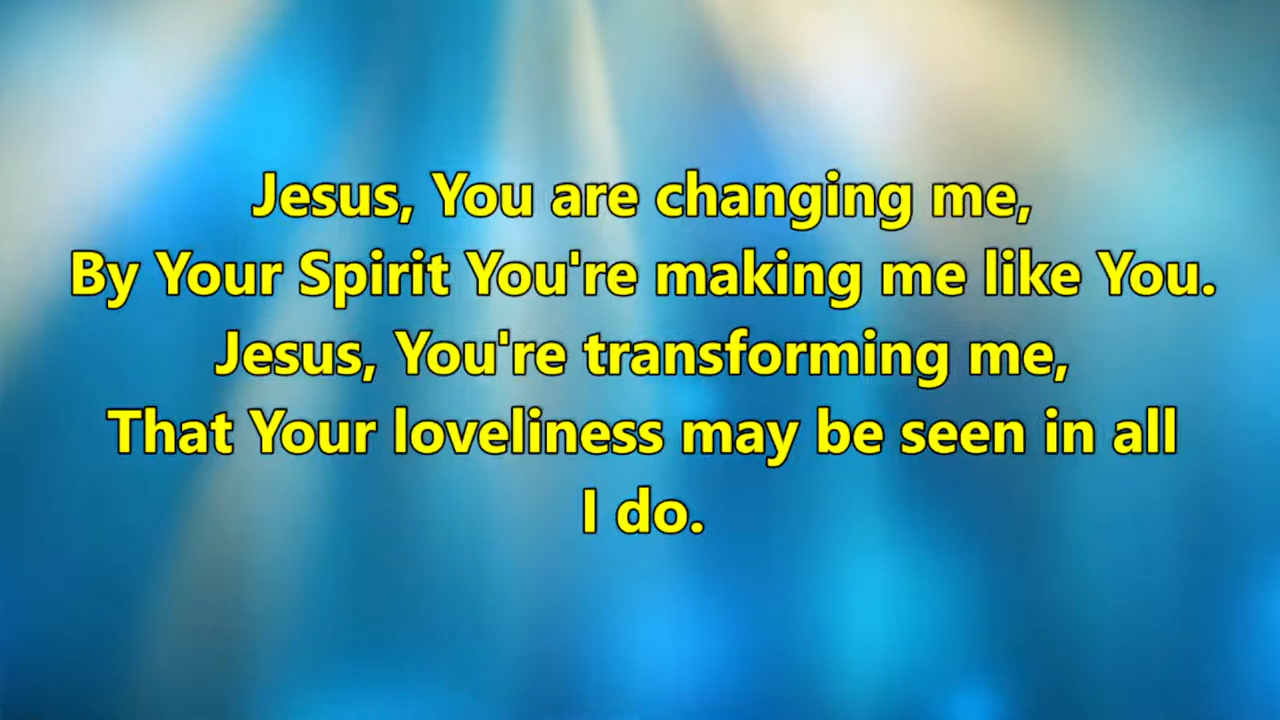 Jesus, You are changing me,
By Your Spirit You're making me like You.
Jesus, You're transforming me,
That Your loveliness may be seen in all
I do.